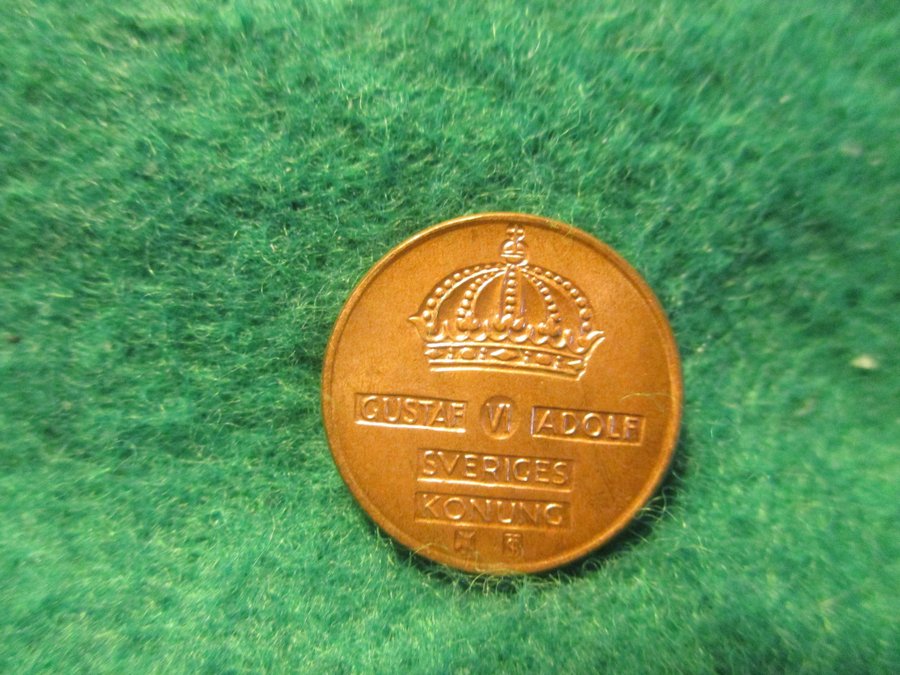 GUSTAF VI ADOLF
SVERIGES
KONUNG